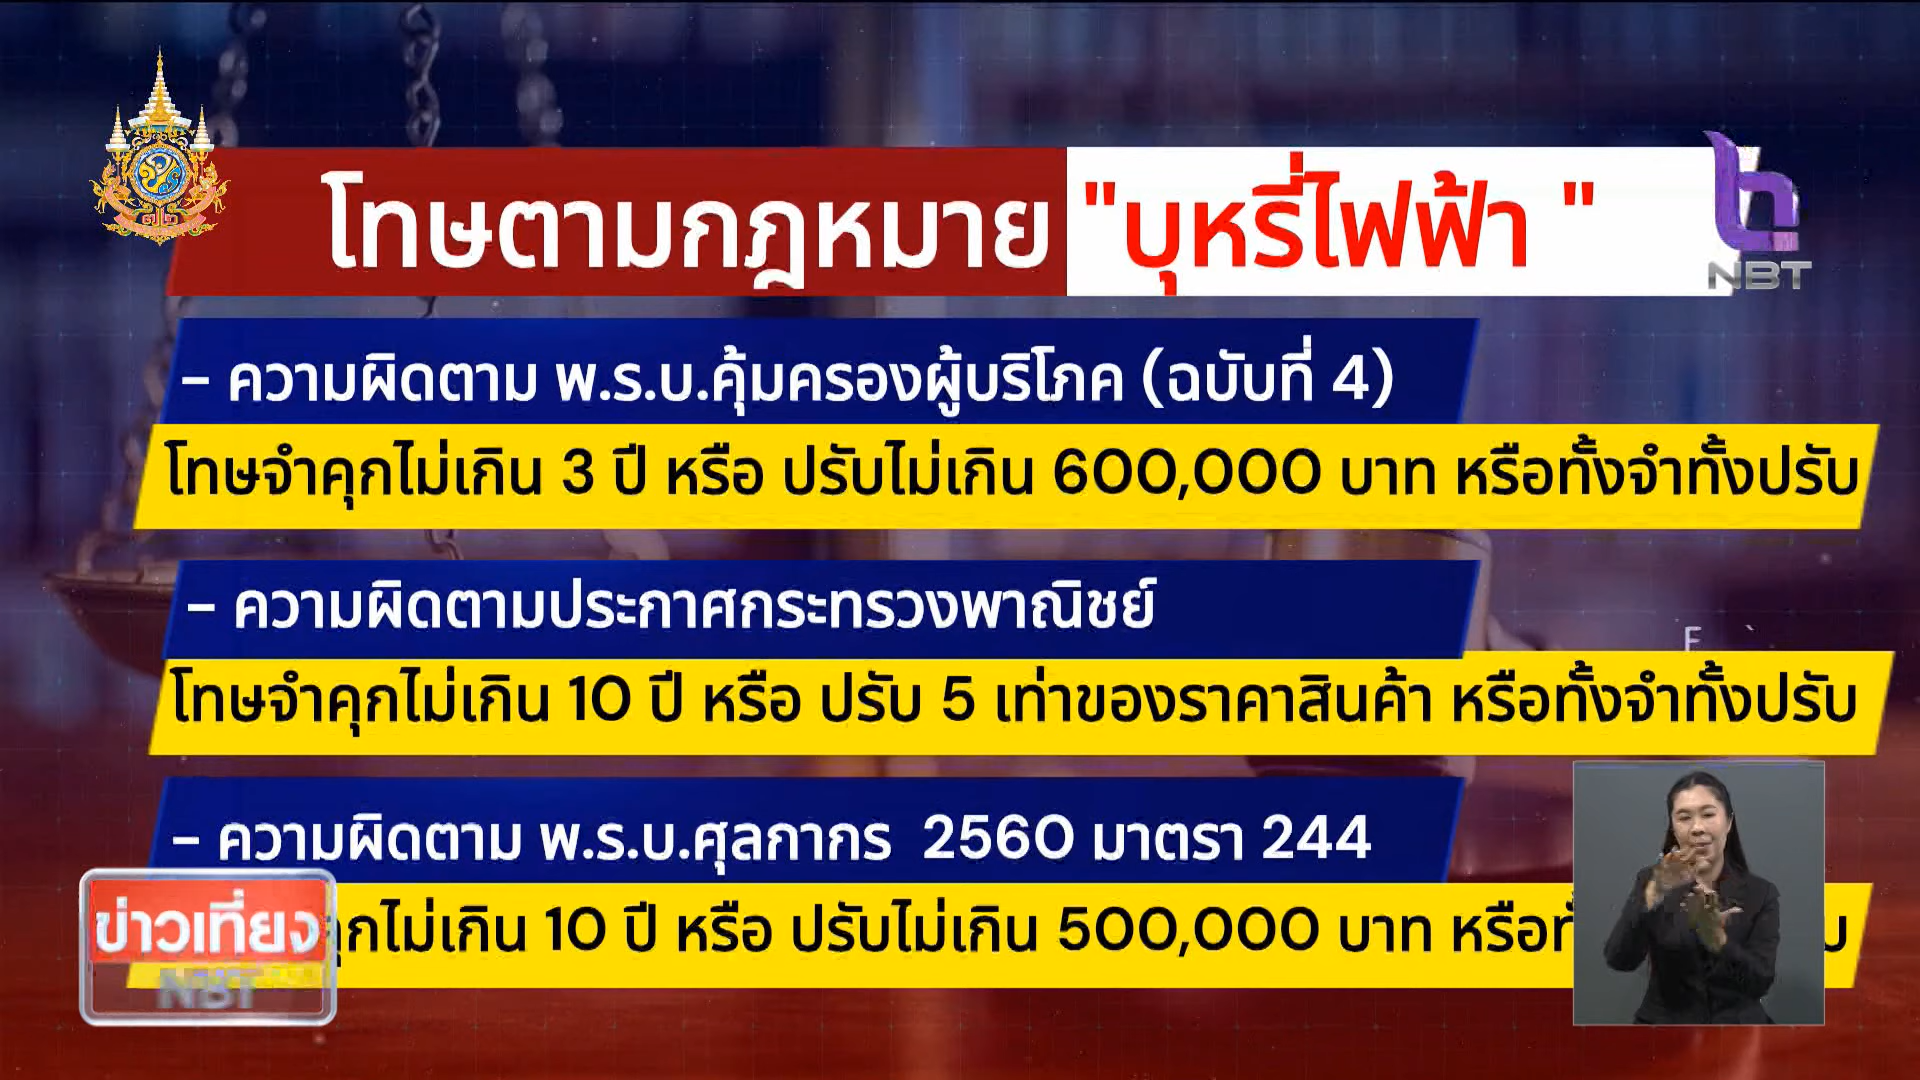 โทษตามกฎหมาย "บุหรี่ไฟฟ้า "
NBT
– ความผิดตาม พ.ร.บ.คุ้มครองผู้บริโภค (ฉบับที่ 4)
โทษจำคุกไม่เกิน 3 ปี หรือ ปรับไม่เกิน 600,000 บาท หรือทั้งจำทั้งปรับ
– ความผิดตามประกาศกระทรวงพาณิชย์
โทษจำคุกไม่เกิน 10 ปี หรือ ปรับ 5 เท่าของราคาสินค้า หรือทั้งจำทั้งปรับ
– ความผิดตาม พ.ร.บ.ศุลกากร 2560 มาตรา 244
ไม่เกิน 10 ปี หรือ ปรับไม่เกิน 500,000 บาท
ข่าวเที่ยง
NBT